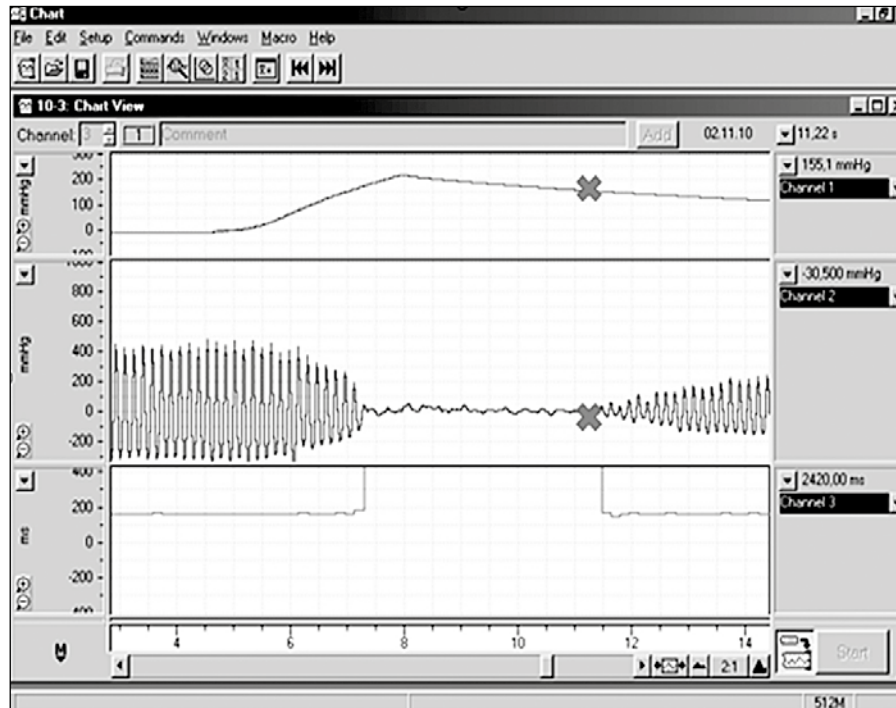 Chart
File Edit Setup Commands Windows Macro Help
10-3: Chart View
Channel: 3 1 Comment Add 02.11.10 11,22 s
300
200
100
0
100
mmHg
155,1 mmHg
Channel 1
1000
800
600
400
200
0
-200
mmHg
-30,500 mmHg
Channel 2
400
200
0
-200
-400
ms
2420,00 ms
Channel 3
4 6 8 10 12 14
2:1
Start
512M